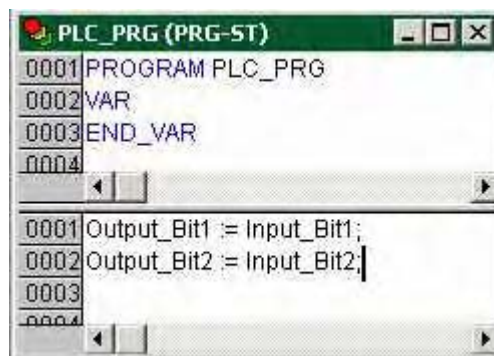 PLC_PRG (PRG-ST)
0001 PROGRAM PLC_PRG
0002 VAR
0003 END_VAR
0004
0001 Output_Bit1 := Input_Bit1;
0002 Output_Bit2 := Input_Bit2;
0003
0004